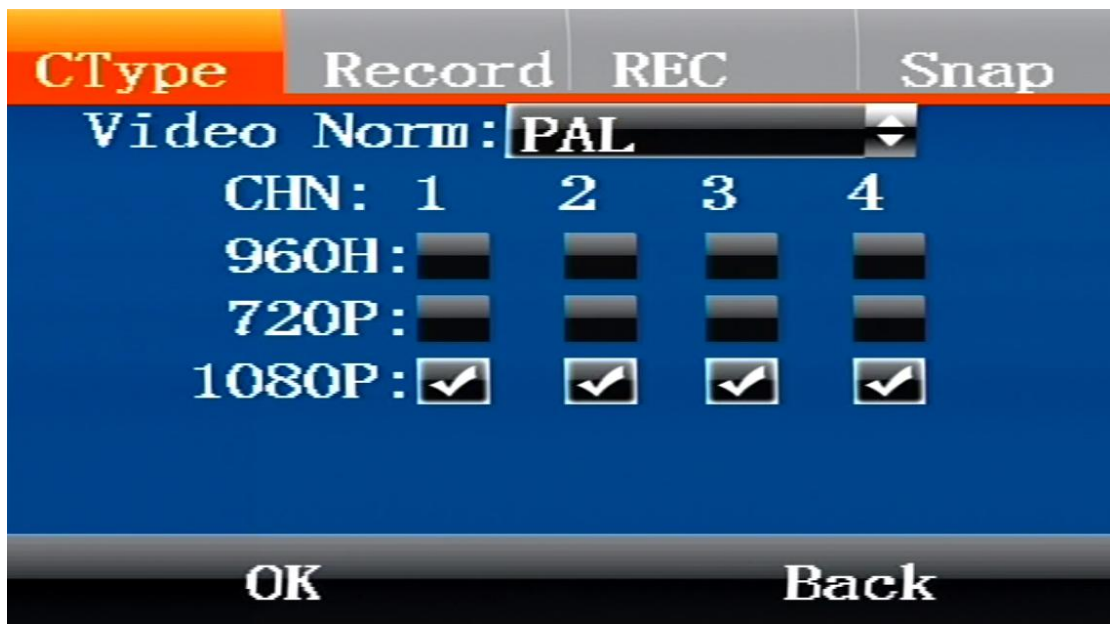 CType Record REC Snap
Video Norm: PAL
CHN: 1 2 3 4
960H:
720P:
1080P:
OK Back